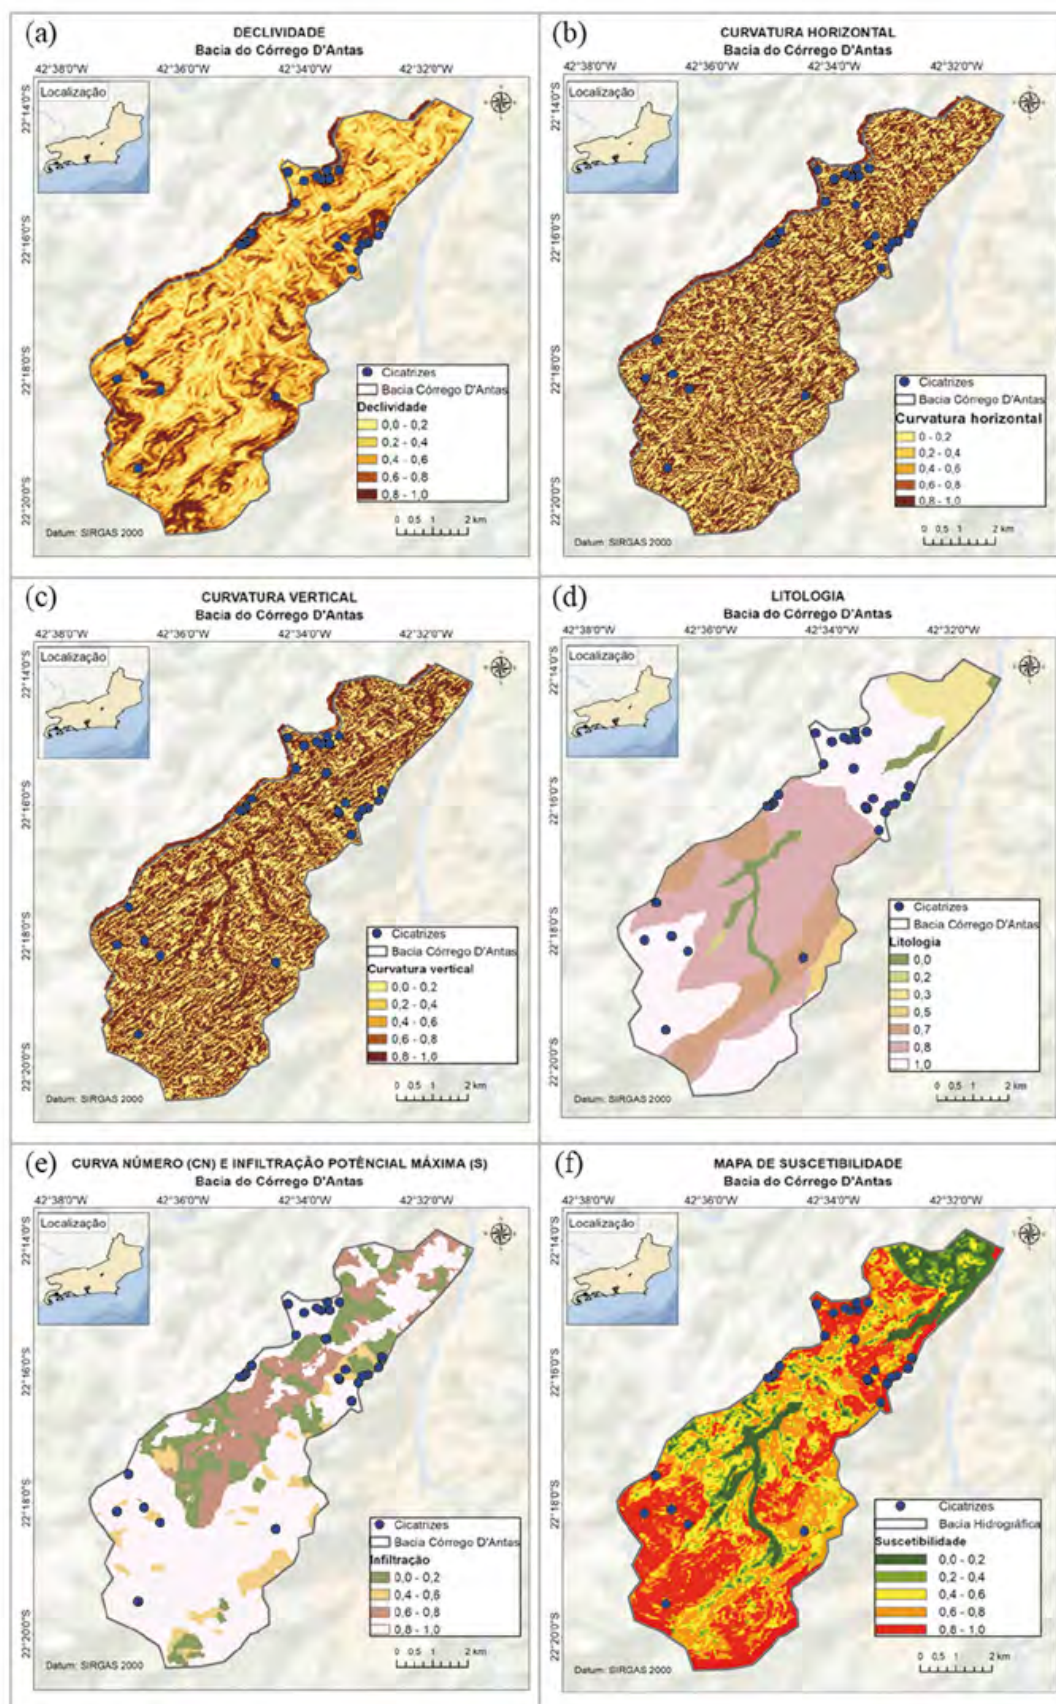 (a)
DECLIVIDADE
Bacia do Córrego D'Antas
42°38'0"W 42°36'0"W 42°34'0"W 42°32'0"W
Localização
22°14'0"S
22°16'0"S
22°18'0"S
22°20'0"S
Cicatrizes
Bacia Córrego D'Antas
Declividade
0,0 - 0,2
0,2 - 0,4
0,4 - 0,6
0,6 - 0,8
0,8 - 1,0
0 0,5 1 2 km
Datum: SIRGAS 2000
(b)
CURVATURA HORIZONTAL
Bacia do Córrego D'Antas
42°38'0"W 42°36'0"W 42°34'0"W 42°32'0"W
Localização
22°14'0"S
22°16'0"S
22°18'0"S
22°20'0"S
Cicatrizes
Bacia Córrego D'Antas
Curvatura horizontal
0 - 0,2
0,2 - 0,4
0,4 - 0,6
0,6 - 0,8
0,8 - 1,0
0 0,5 1 2 km
Datum: SIRGAS 2000
(c)
CURVATURA VERTICAL
Bacia do Córrego D'Antas
42°38'0"W 42°36'0"W 42°34'0"W 42°32'0"W
Localização
22°14'0"S
22°16'0"S
22°18'0"S
22°20'0"S
Cicatrizes
Bacia Córrego D'Antas
Curvatura vertical
0,0 - 0,2
0,2 - 0,4
0,4 - 0,6
0,6 - 0,8
0,8 - 1,0
0 0,5 1 2 km
Datum: SIRGAS 2000
(d)
LITOLOGIA
Bacia do Córrego D'Antas
42°38'0"W 42°36'0"W 42°34'0"W 42°32'0"W
Localização
22°14'0"S
22°16'0"S
22°18'0"S
22°20'0"S
Cicatrizes
Bacia Córrego D'Antas
Litologia
0,0
0,2
0,3
0,5
0,7
0,8
1,0
0 0,5 1 2 km
Datum: SIRGAS 2000
(e)
CURVA NÚMERO (CN) E INFILTRAÇÃO POTÊNCIAL MÁXIMA (S)
Bacia do Córrego D'Antas
42°38'0"W 42°36'0"W 42°34'0"W 42°32'0"W
Localização
22°14'0"S
22°16'0"S
22°18'0"S
22°20'0"S
Cicatrizes
Bacia Córrego D'Antas
Infiltração
0,0 - 0,2
0,4 - 0,6
0,6 - 0,8
0,8 - 1,0
0 0,5 1 2 km
Datum: SIRGAS 2000
(f)
MAPA DE SUSCETIBILIDADE
Bacia do Córrego D'Antas
42°38'0"W 42°36'0"W 42°34'0"W 42°32'0"W
Localização
22°14'0"S
22°16'0"S
22°18'0"S
22°20'0"S
Cicatrizes
Bacia Hidrográfica
Suscetibilidade
0,0 - 0,2
0,2 - 0,4
0,4 - 0,6
0,6 - 0,8
0,8 - 1,0
0 0,5 1 2 km
Datum: SIRGAS 2000